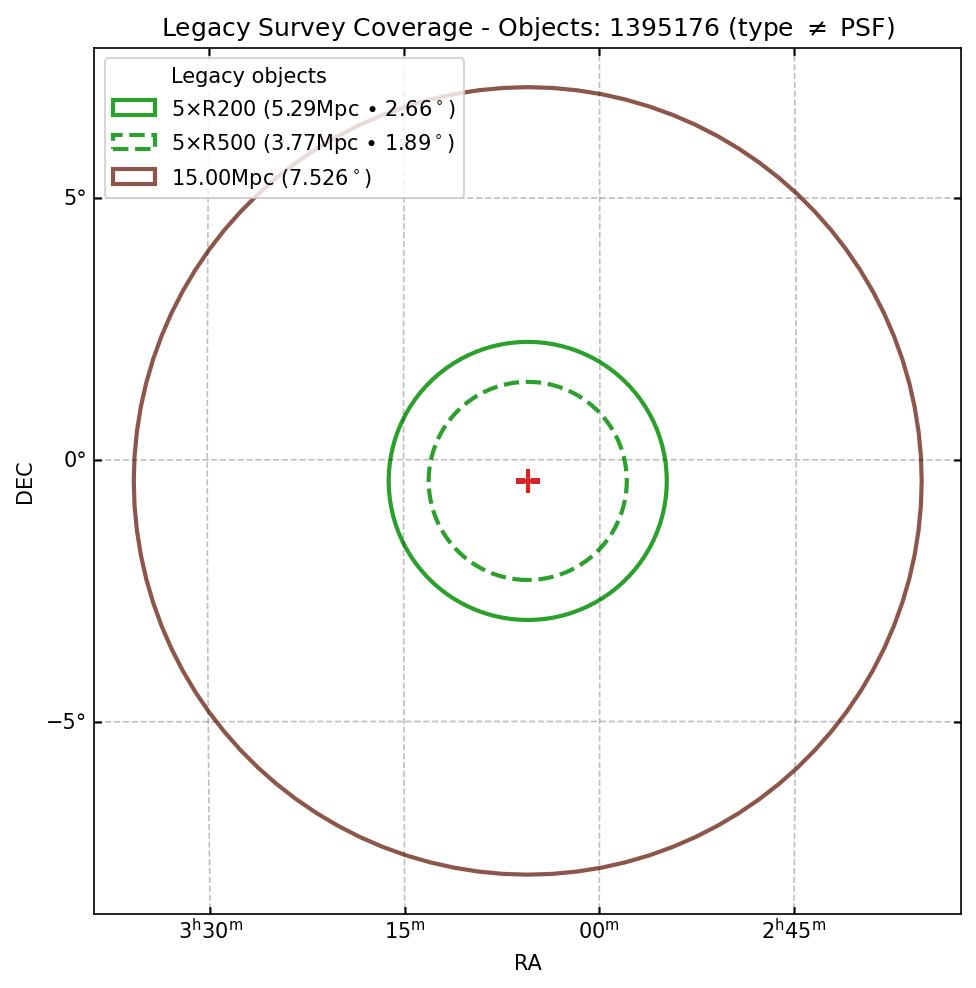 Legacy Survey Coverage - Objects: 1395176 (type ≠ PSF)
Legacy objects
5×R200 (5.29Mpc • 2.66°)
5×R500 (3.77Mpc • 1.89°)
15.00Mpc (7.526°)
5°
0°
−5°
DEC
3ʰ30ᵐ 15ᵐ 00ᵐ 2ʰ45ᵐ
RA